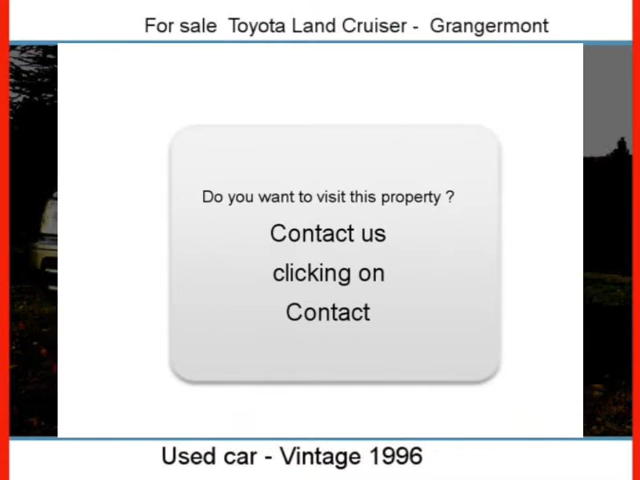 For sale Toyota Land Cruiser - Grangermont
Do you want to visit this property ?
Contact us
clicking on
Contact
Used car - Vintage 1996